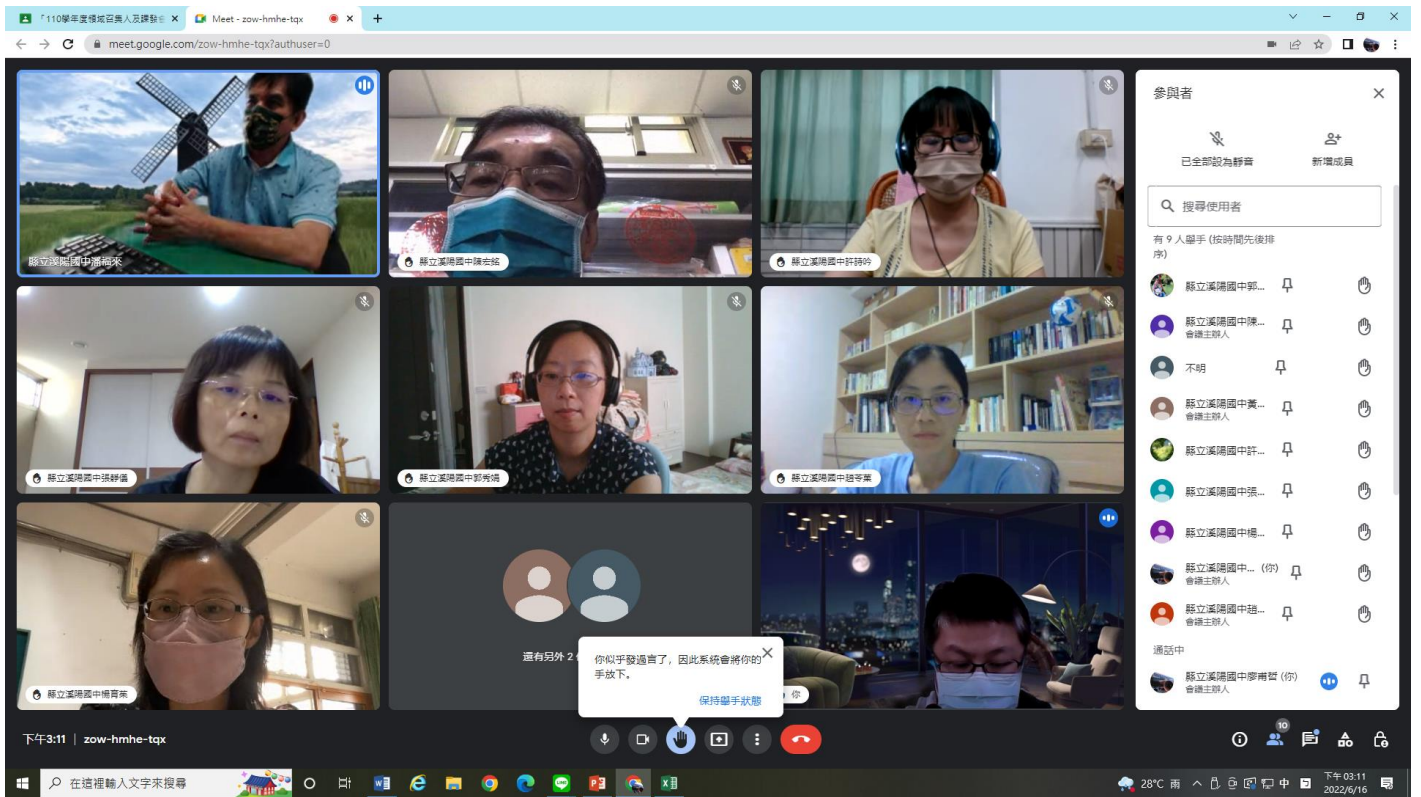 「110學年度領域召集人及課發會
Meet - zow-hmhe-tqx
meet.google.com/zow-hmhe-tqx?authuser=0
縣立溪陽國中潘福來
縣立溪陽國中陳宏銘
縣立溪陽國中許詩吟
縣立溪陽國中張靜儀
縣立溪陽國中郭秀娟
縣立溪陽國中趙苓葉
縣立溪陽國中楊育茱
還有另外 2
你
你似乎發過言了，因此系統會將你的
手放下。
保持舉手狀態
參與者
已全部設為靜音
新增成員
搜尋使用者
有 9 人舉手 (按時間先後排
序)
縣立溪陽國中郭...
縣立溪陽國中陳...
會議主辦人
不明
縣立溪陽國中黃...
會議主辦人
縣立溪陽國中許...
縣立溪陽國中張...
縣立溪陽國中楊...
縣立溪陽國中... (你)
會議主辦人
縣立溪陽國中趙...
會議主辦人
通話中
縣立溪陽國中廖甫哲 (你)
會議主辦人
下午3:11 | zow-hmhe-tqx
10
在這裡輸入文字來搜尋
28°C 雨
中
下午 03:11
2022/6/16